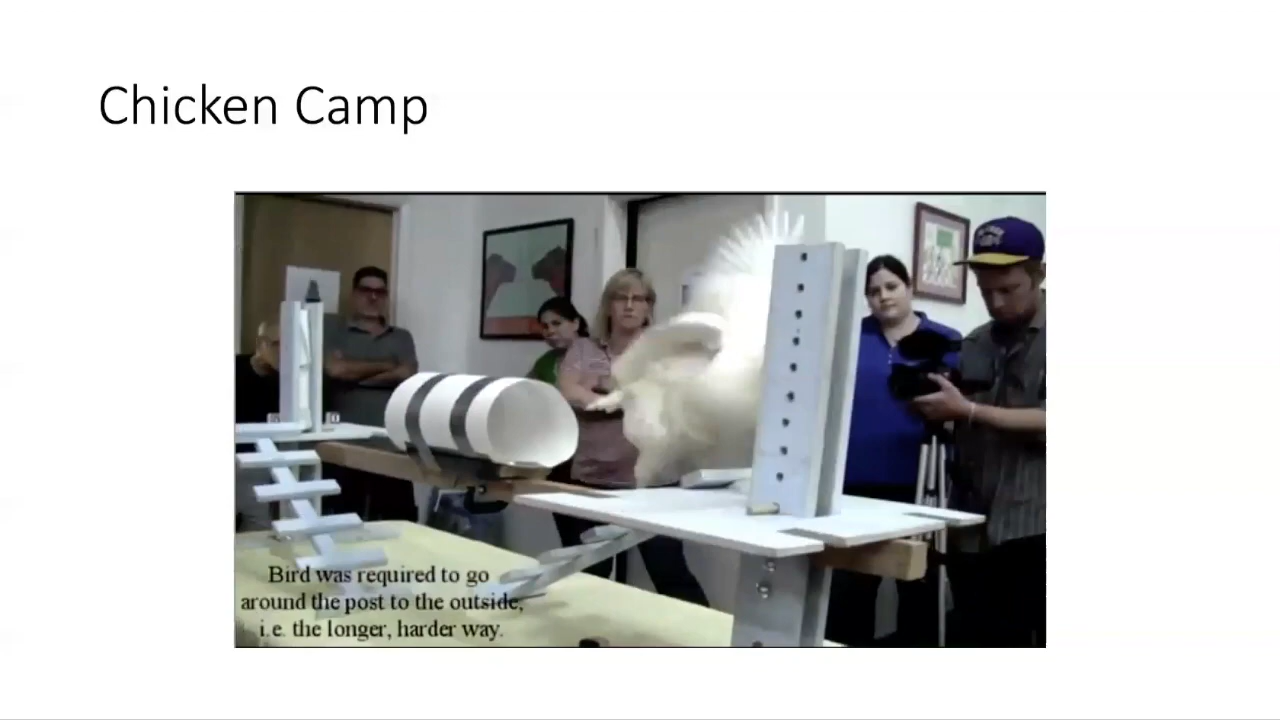 Chicken Camp
Bird was required to go
around the post to the outside,
i.e. the longer, harder way.